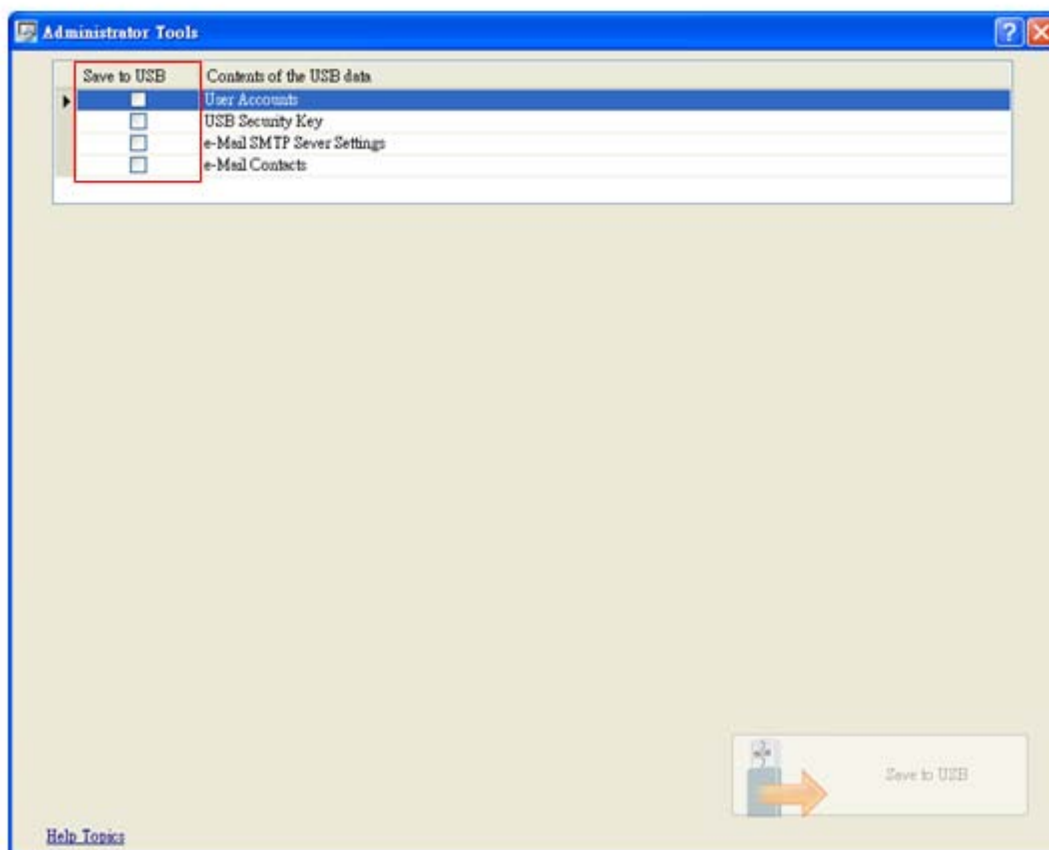 Administrator Tools
Save to USB Contents of the USB data
User Accounts
USB Security Key
e-Mail SMTP Sever Settings
e-Mail Contacts
Save to USB
Help Topics